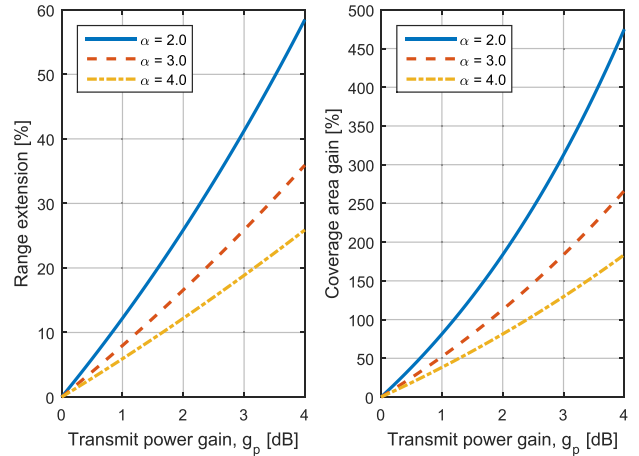 60
50
40
30
20
10
0
Range extension [%]
α = 2.0
α = 3.0
α = 4.0
0 1 2 3 4
Transmit power gain, gₚ [dB]
500
450
400
350
300
250
200
150
100
50
0
Coverage area gain [%]
α = 2.0
α = 3.0
α = 4.0
0 1 2 3 4
Transmit power gain, gₚ [dB]